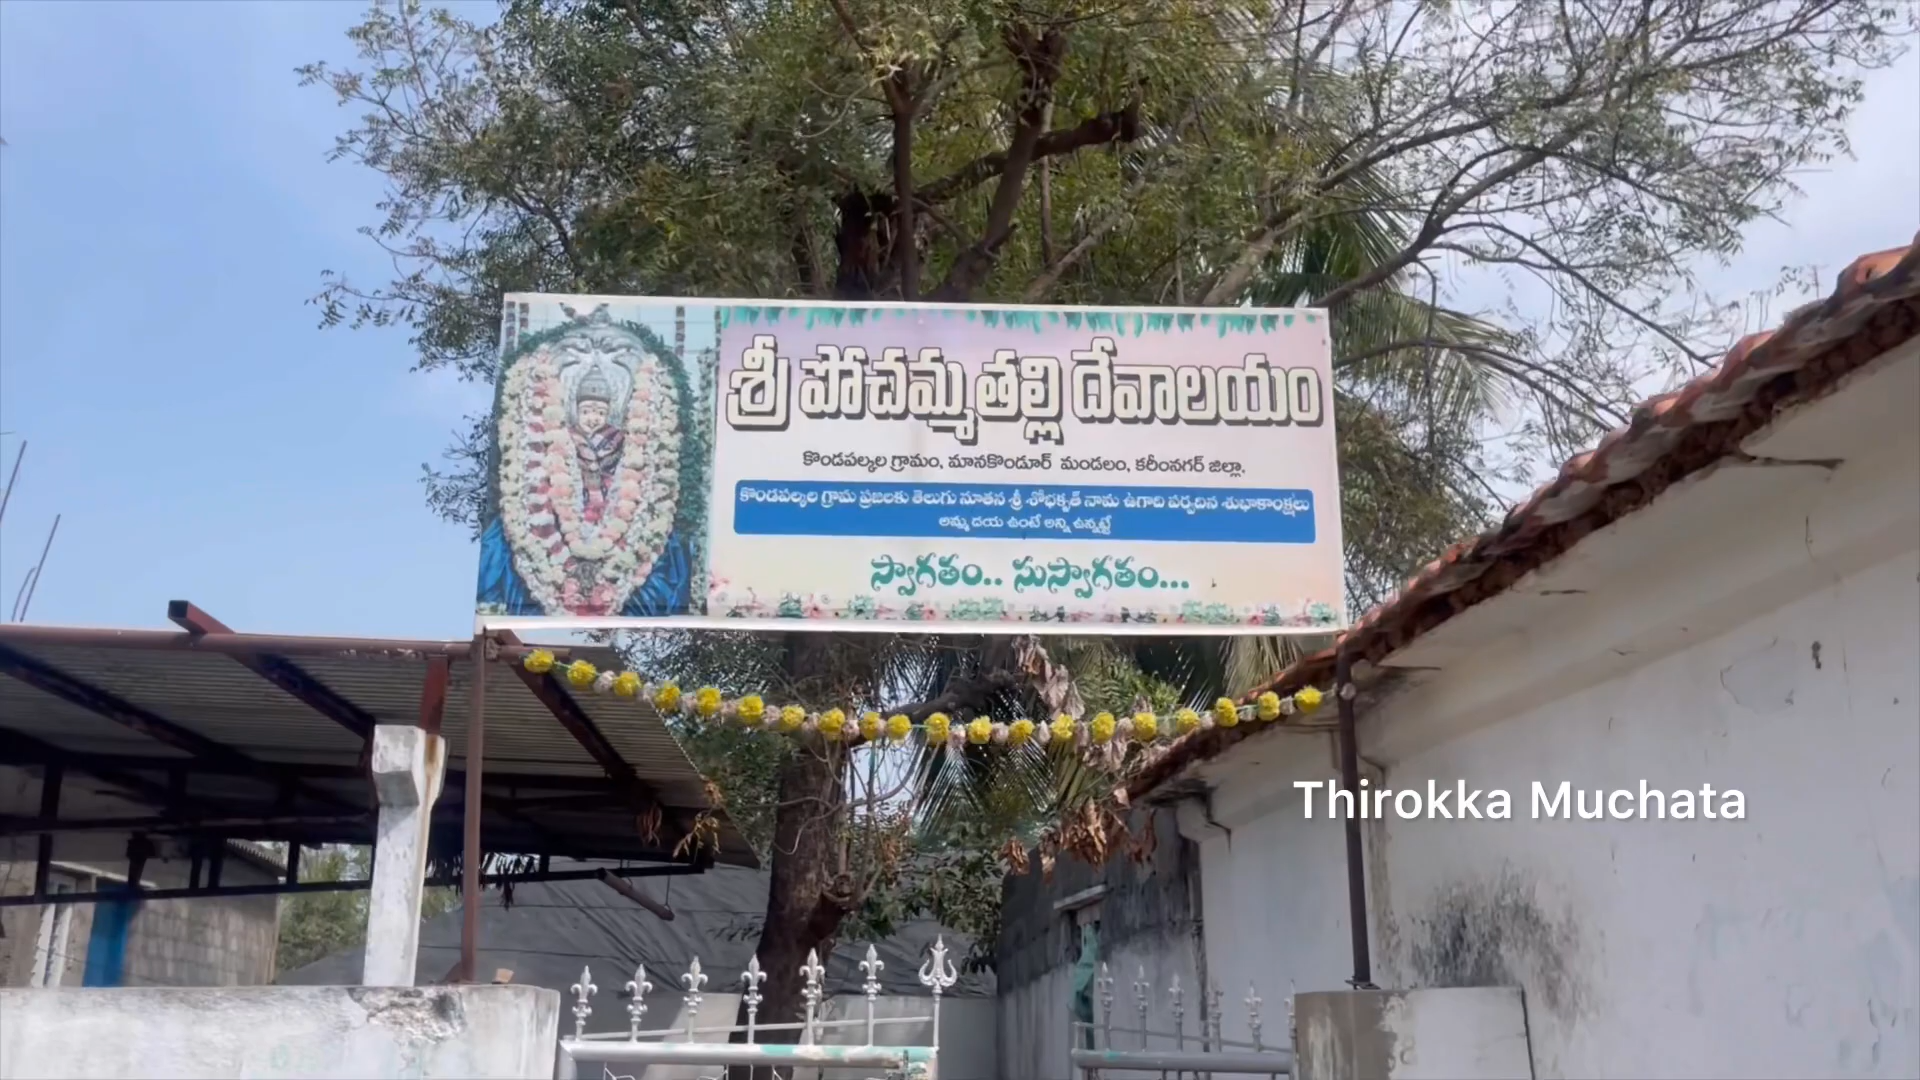 శ్రీ పోచమ్మ తల్లి దేవాలయం
కొండపల్కల గ్రామం, మానకొండూర్ మండలం, కరీంనగర్ జిల్లా.
కొండపల్కల గ్రామ ప్రజలకు తెలుగు నూతన శ్రీ శోభకృత్ నామ ఉగాది పర్వదిన శుభాకాంక్షలు
అమ్మ దయ ఉంటే అన్ని ఉన్నట్టే
స్వాగతం.. సుస్వాగతం...
Thirokka Muchata